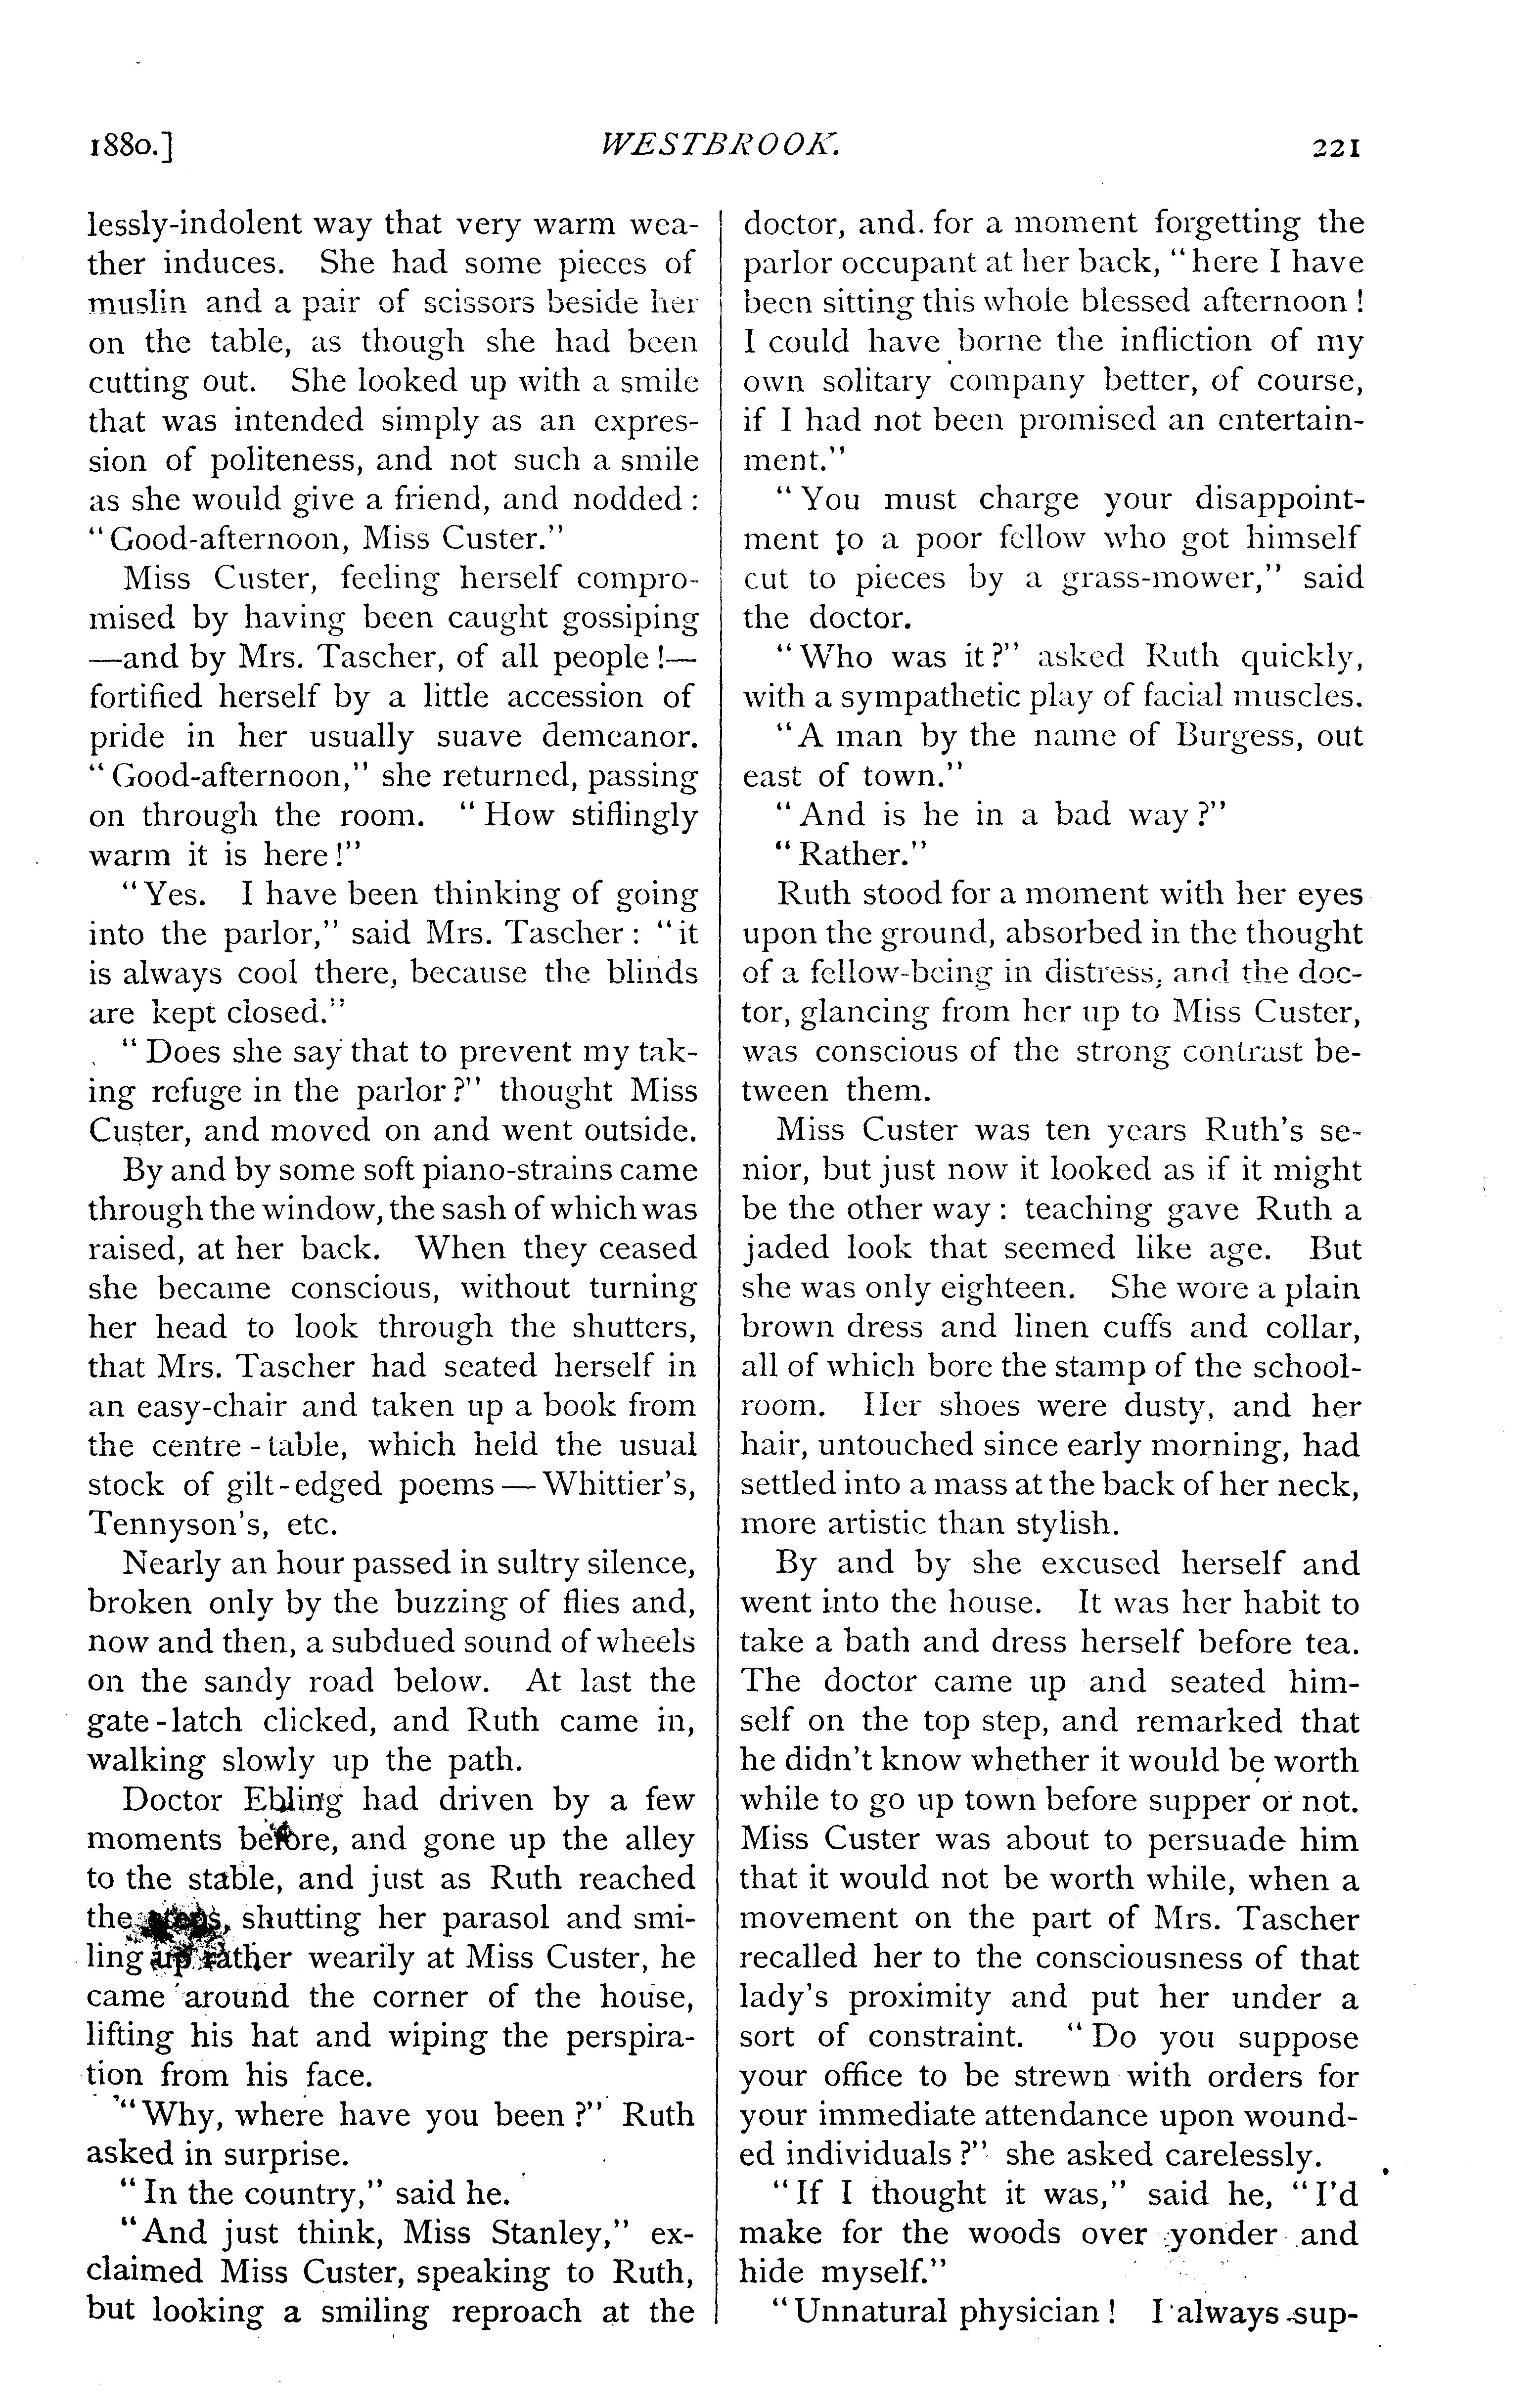 1880.] WESTBROOK. 221
lessly-indolent way that very warm wea-
ther induces. She had some pieces of
muslin and a pair of scissors beside her
on the table, as though she had been
cutting out. She looked up with a smile
that was intended simply as an expres-
sion of politeness, and not such a smile
as she would give a friend, and nodded:
"Good-afternoon, Miss Custer."
Miss Custer, feeling herself compro-
mised by having been caught gossiping
—and by Mrs. Tascher, of all people!—
fortified herself by a little accession of
pride in her usually suave demeanor.
"Good-afternoon," she returned, passing
on through the room. "How stiflingly
warm it is here!"
"Yes. I have been thinking of going
into the parlor," said Mrs. Tascher: "it
is always cool there, because the blinds
are kept closed."
"Does she say that to prevent my tak-
ing refuge in the parlor?" thought Miss
Custer, and moved on and went outside.
By and by some soft piano-strains came
through the window, the sash of which was
raised, at her back. When they ceased
she became conscious, without turning
her head to look through the shutters,
that Mrs. Tascher had seated herself in
an easy-chair and taken up a book from
the centre-table, which held the usual
stock of gilt-edged poems—Whittier's,
Tennyson's, etc.
Nearly an hour passed in sultry silence,
broken only by the buzzing of flies and,
now and then, a subdued sound of wheels
on the sandy road below. At last the
gate-latch clicked, and Ruth came in,
walking slowly up the path.
Doctor Ebling had driven by a few
moments before, and gone up the alley
to the stable, and just as Ruth reached
the steps, shutting her parasol and smi-
ling up rather wearily at Miss Custer, he
came around the corner of the house,
lifting his hat and wiping the perspira-
tion from his face.
"Why, where have you been?" Ruth
asked in surprise.
"In the country," said he.
"And just think, Miss Stanley," ex-
claimed Miss Custer, speaking to Ruth,
but looking a smiling reproach at the
doctor, and. for a moment forgetting the
parlor occupant at her back, "here I have
been sitting this whole blessed afternoon!
I could have borne the infliction of my
own solitary company better, of course,
if I had not been promised an entertain-
ment."
"You must charge your disappoint-
ment to a poor fellow who got himself
cut to pieces by a grass-mower," said
the doctor.
"Who was it?" asked Ruth quickly,
with a sympathetic play of facial muscles.
"A man by the name of Burgess, out
east of town."
"And is he in a bad way?"
"Rather."
Ruth stood for a moment with her eyes
upon the ground, absorbed in the thought
of a fellow-being in distress, and the doc-
tor, glancing from her up to Miss Custer,
was conscious of the strong contrast be-
tween them.
Miss Custer was ten years Ruth's se-
nior, but just now it looked as if it might
be the other way: teaching gave Ruth a
jaded look that seemed like age. But
she was only eighteen. She wore a plain
brown dress and linen cuffs and collar,
all of which bore the stamp of the school-
room. Her shoes were dusty, and her
hair, untouched since early morning, had
settled into a mass at the back of her neck,
more artistic than stylish.
By and by she excused herself and
went into the house. It was her habit to
take a bath and dress herself before tea.
The doctor came up and seated him-
self on the top step, and remarked that
he didn't know whether it would be worth
while to go up town before supper or not.
Miss Custer was about to persuade him
that it would not be worth while, when a
movement on the part of Mrs. Tascher
recalled her to the consciousness of that
lady's proximity and put her under a
sort of constraint. "Do you suppose
your office to be strewn with orders for
your immediate attendance upon wound-
ed individuals?" she asked carelessly.
"If I thought it was," said he, "I'd
make for the woods over yonder and
hide myself."
"Unnatural physician! I always sup-